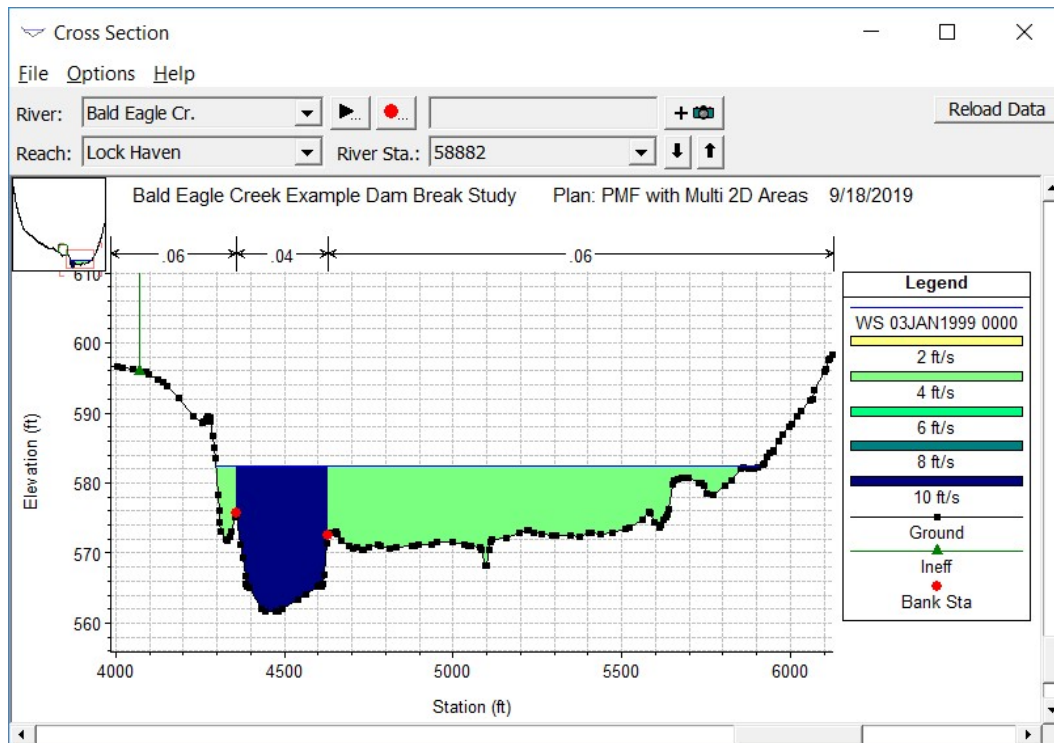 Cross Section
File Options Help
River: Bald Eagle Cr.
Reload Data
Reach: Lock Haven River Sta.: 58882
Bald Eagle Creek Example Dam Break Study Plan: PMF with Multi 2D Areas 9/18/2019
.06 .04 .06
610
600
590
580
570
560
Elevation (ft)
4000 4500 5000 5500 6000
Station (ft)
Legend
WS 03JAN1999 0000
2 ft/s
4 ft/s
6 ft/s
8 ft/s
10 ft/s
Ground
Ineff
Bank Sta